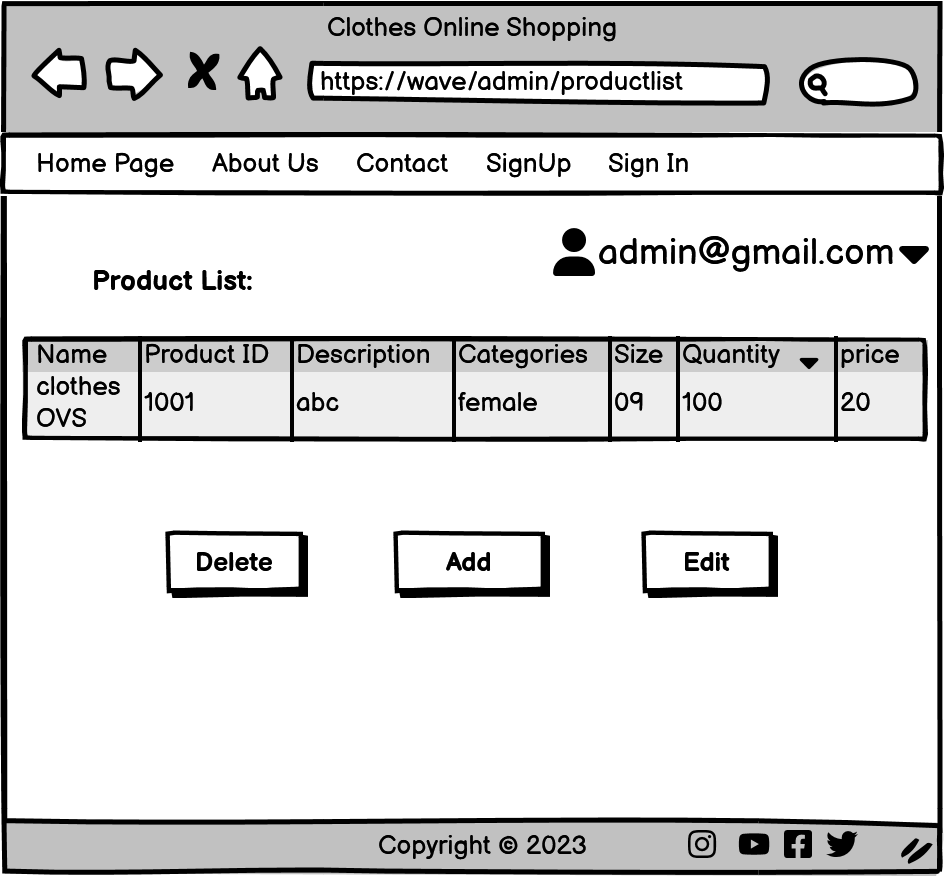 Clothes Online Shopping
https://wave/admin/productlist
Home Page About Us Contact SignUp Sign In
admin@gmail.com
Product List:
Name Product ID Description Categories Size Quantity price
clothes OVS 1001 abc female 09 100 20
Delete Add Edit
Copyright © 2023